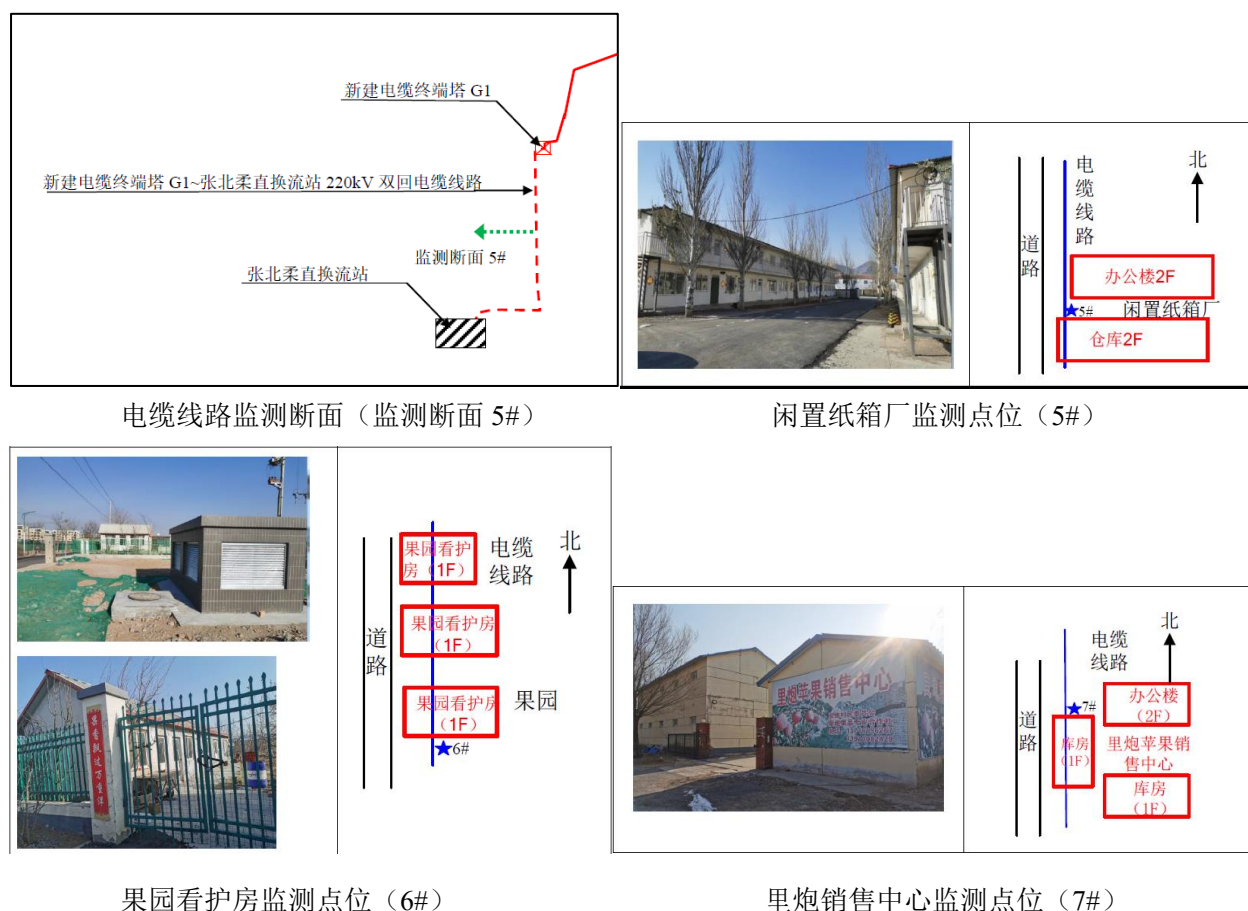 新建电缆终端塔 G1
新建电缆终端塔 G1~张北柔直换流站 220kV 双回电缆线路
监测断面 5#
张北柔直换流站
电缆线路监测断面（监测断面 5#）
电缆线路
北
道路
办公楼2F
5#
闲置纸箱厂
仓库2F
闲置纸箱厂监测点位（5#）
果园看护房（1F）
电缆线路
北
果园看护房（1F）
道路
果园看护房（1F）
果园
6#
果园看护房监测点位（6#）
里炮苹果销售中心
北
电缆线路
办公楼（2F）
7#
道路
库房（1F）
里炮苹果销售中心
库房（1F）
里炮销售中心监测点位（7#）